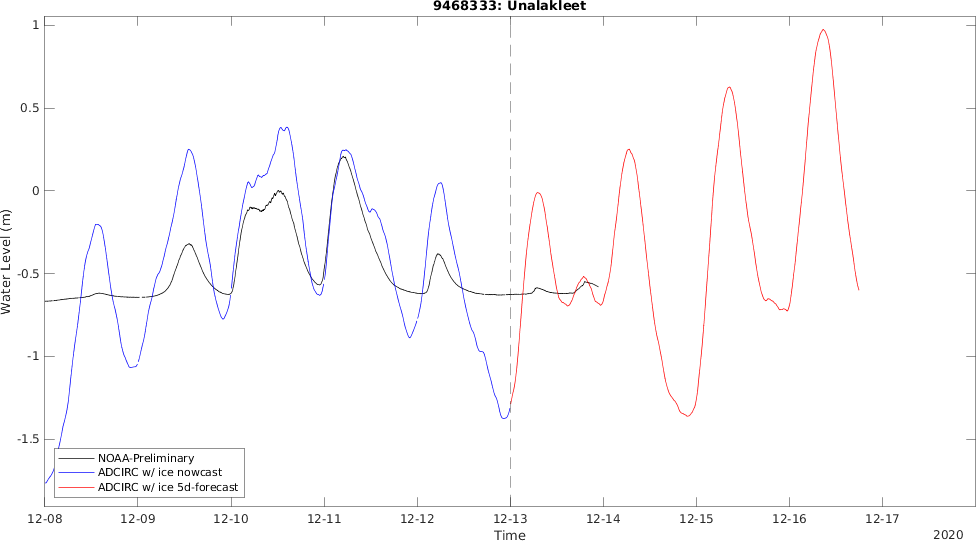 9468333: Unalakleet
1
0.5
0
-0.5
-1
-1.5
Water Level (m)
NOAA-Preliminary
ADCIRC w/ ice nowcast
ADCIRC w/ ice 5d-forecast
12-08 12-09 12-10 12-11 12-12 12-13 12-14 12-15 12-16 12-17
Time
2020